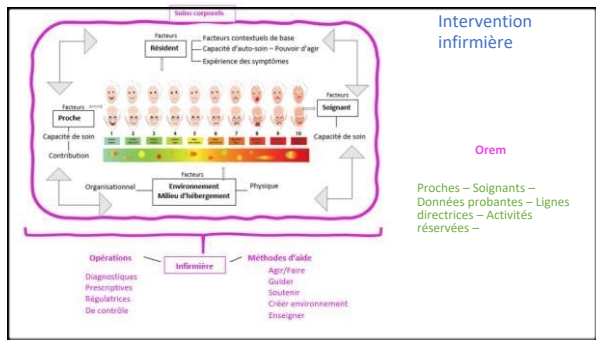 Soins corporels
Intervention
infirmière
Facteurs
Résident
Facteurs contextuels de base
Capacité d'auto-soin – Pouvoir d'agir
Expérience des symptômes
Facteurs
Proche
Capacité de soin
Contribution
1 2 3 4 5 6 7 8 9 10
Facteurs
Soignant
Capacité de soin
Facteurs
Organisationnel
Environnement
Milieu d'hébergement
Physique
Orem
Proches – Soignants –
Données probantes – Lignes
directrices – Activités
réservées –
Opérations
Diagnostiques
Prescriptives
Régulatrices
De contrôle
Infirmière
Méthodes d'aide
Agir/Faire
Guider
Soutenir
Créer environnement
Enseigner